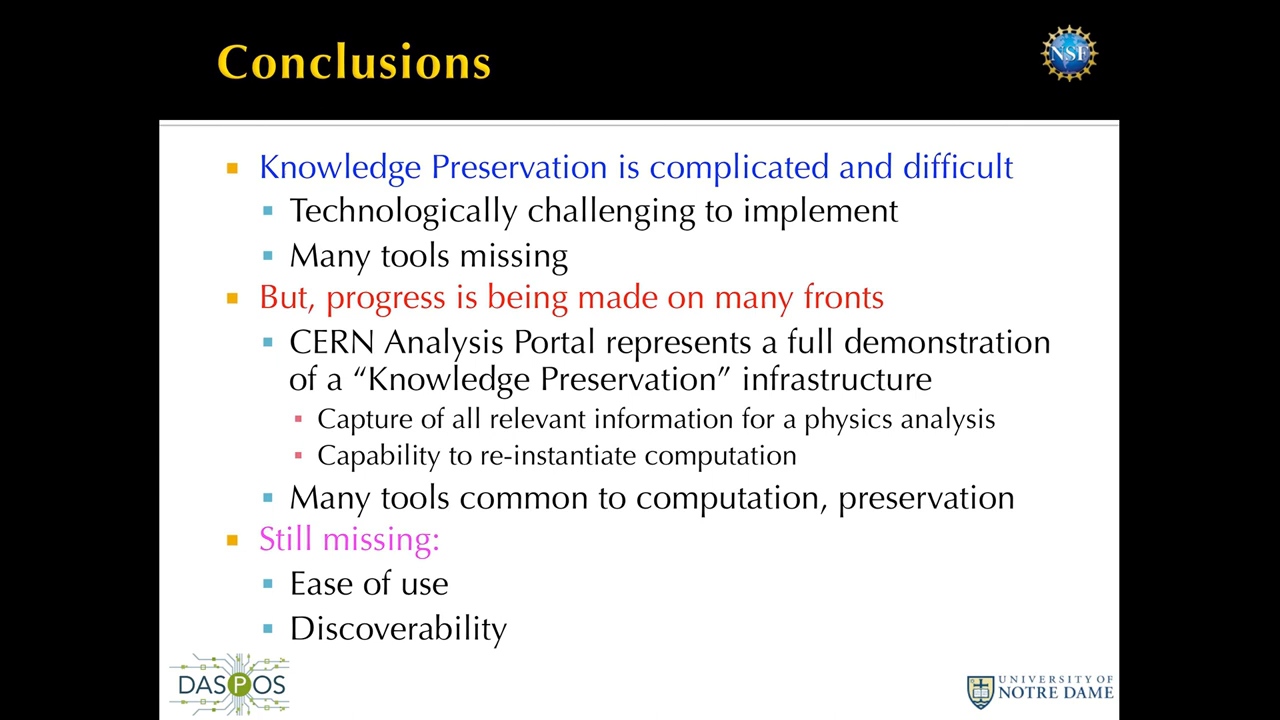 Conclusions
NSF
Knowledge Preservation is complicated and difficult
Technologically challenging to implement
Many tools missing
But, progress is being made on many fronts
CERN Analysis Portal represents a full demonstration
of a “Knowledge Preservation” infrastructure
Capture of all relevant information for a physics analysis
Capability to re-instantiate computation
Many tools common to computation, preservation
Still missing:
Ease of use
Discoverability
DASPOS
UNIVERSITY OF
NOTRE DAME